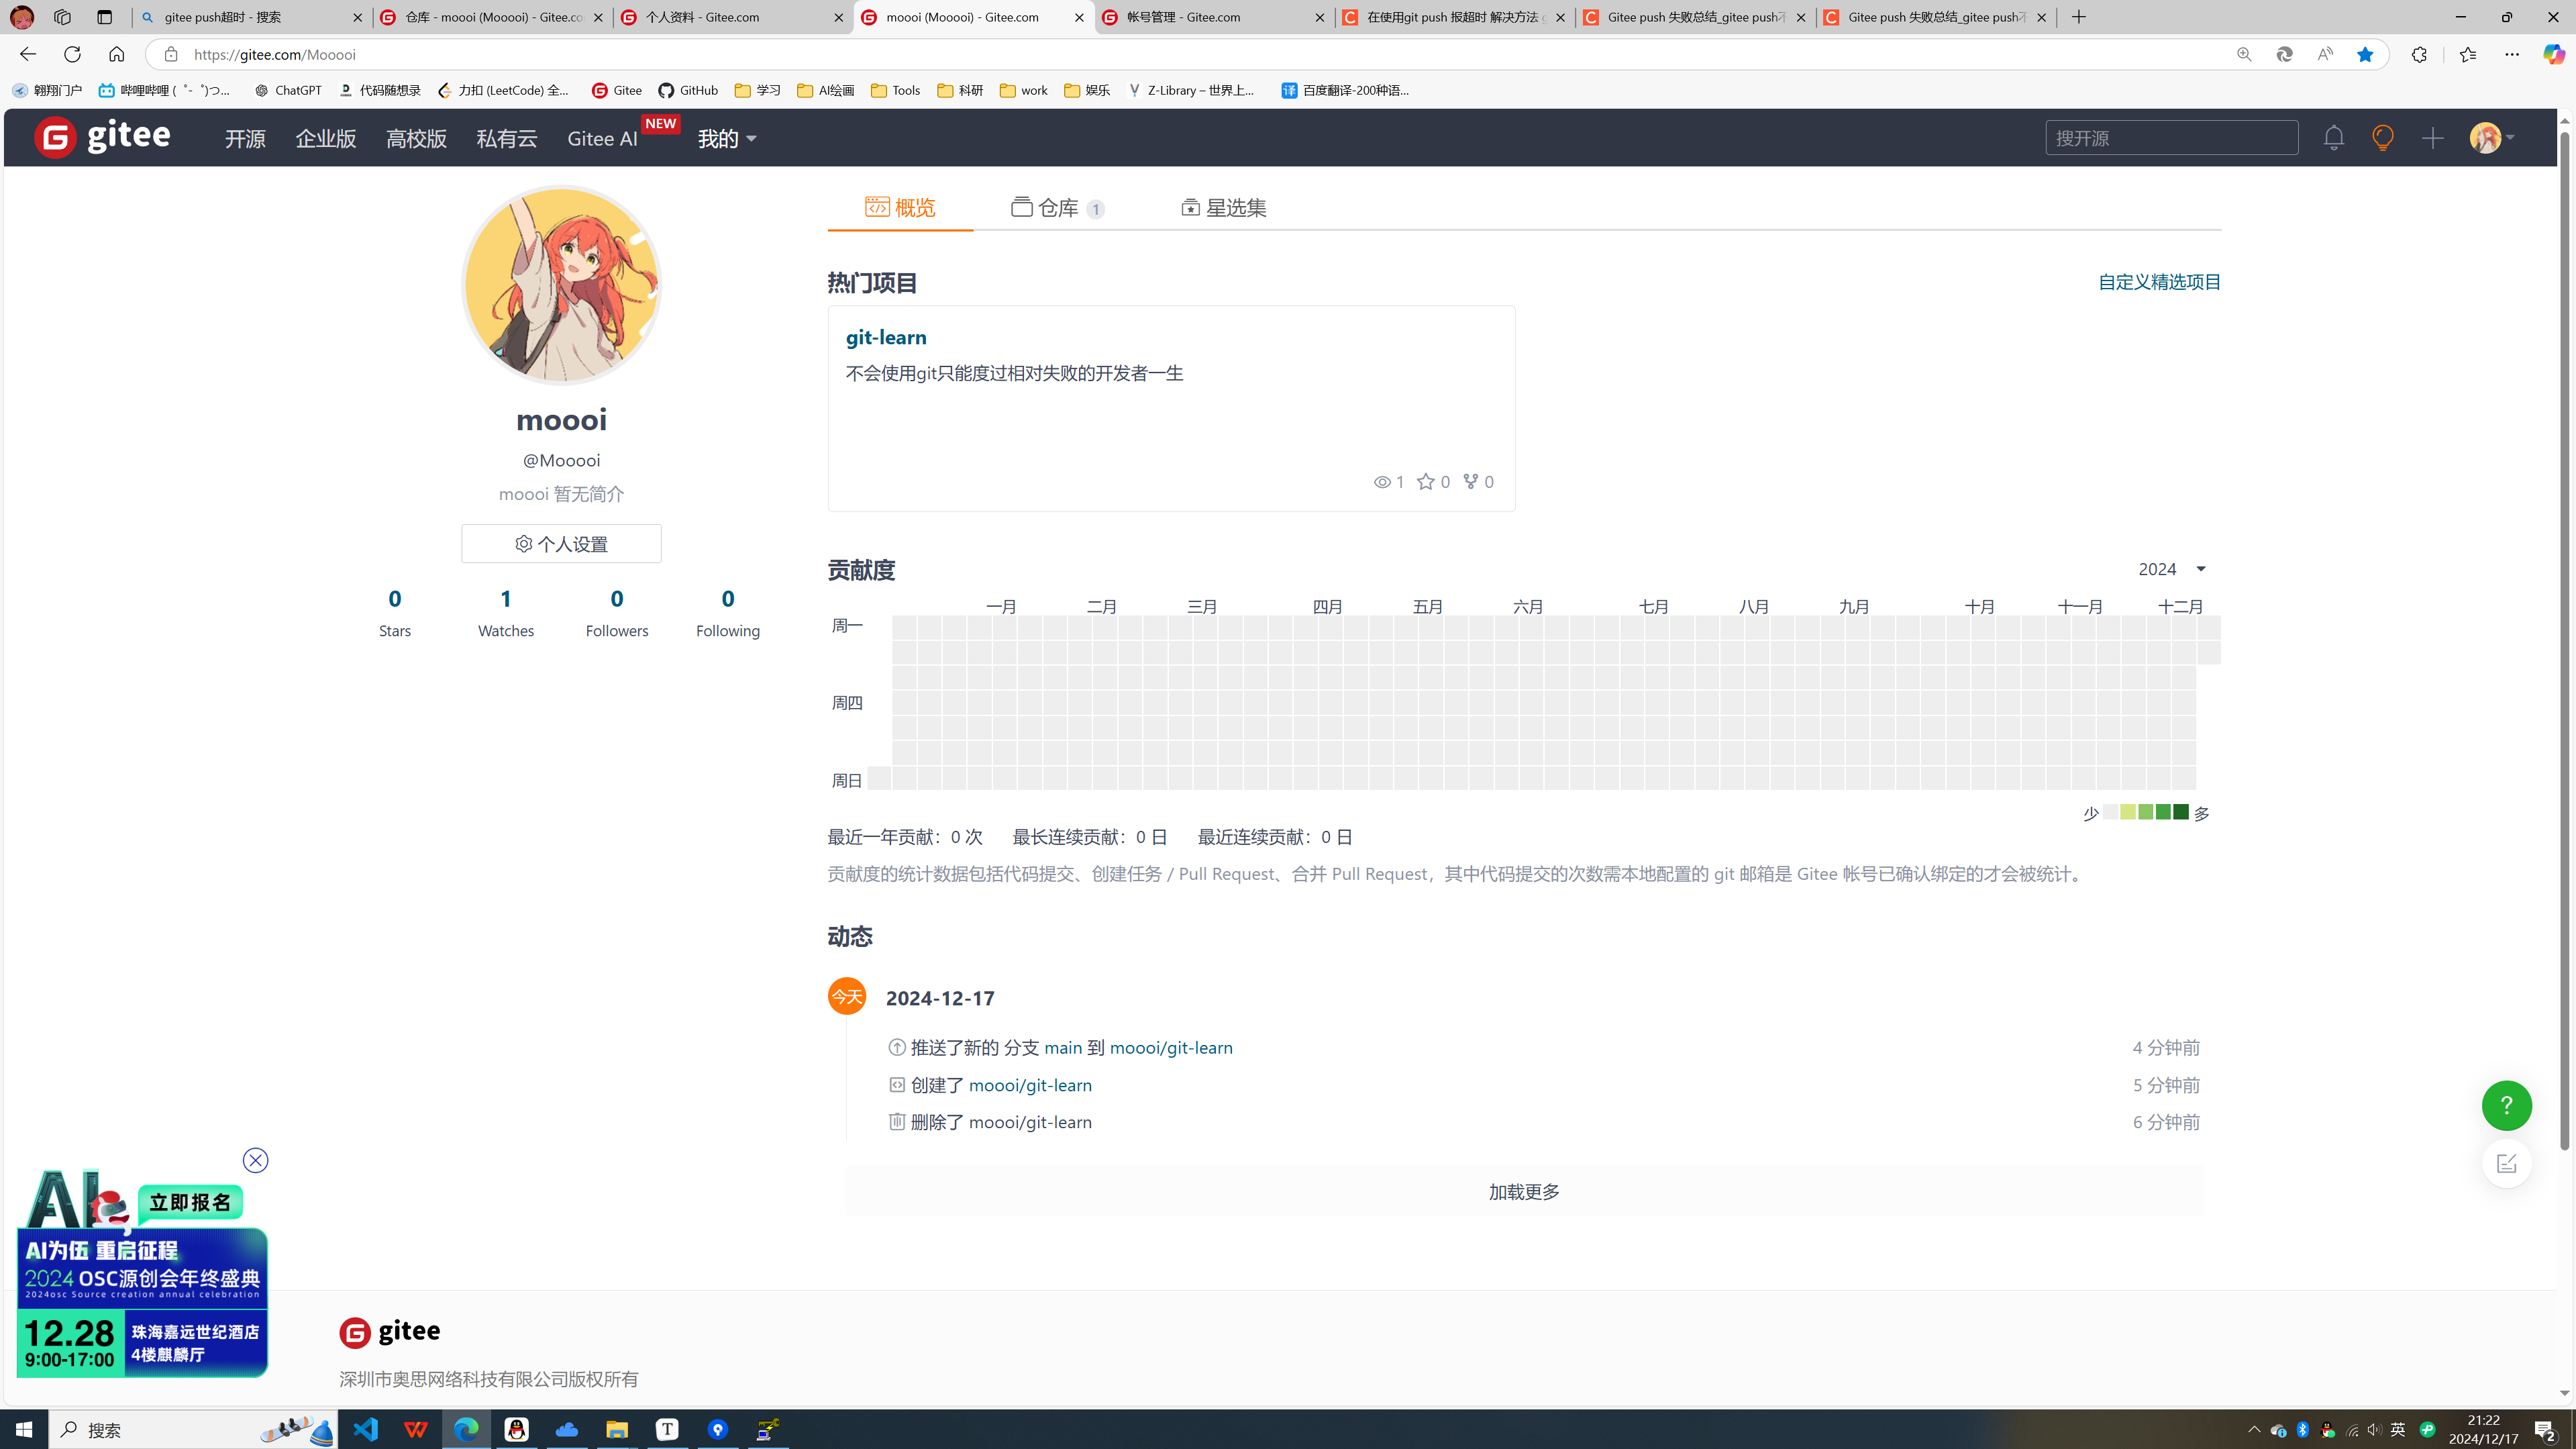 gitee push超时 - 搜索
仓库 - moooi (Mooooi) - Gitee.co
个人资料 - Gitee.com
moooi (Mooooi) - Gitee.com
帐号管理 - Gitee.com
在使用git push 报超时 解决方法 g
Gitee push 失败总结_gitee push不
Gitee push 失败总结_gitee push不
https://gitee.com/Mooooi
翱翔门户
哔哩哔哩 (゜-゜)つ...
ChatGPT
代码随想录
力扣 (LeetCode) 全...
Gitee
GitHub
学习
AI绘画
Tools
科研
work
娱乐
Z-Library – 世界上...
百度翻译-200种语...
gitee
开源
企业版
高校版
私有云
Gitee AI
NEW
我的
搜开源
概览
仓库 1
星选集
热门项目
自定义精选项目
git-learn
不会使用git只能度过相对失败的开发者一生
1 0 0
moooi
@Mooooi
moooi 暂无简介
个人设置
0 1 0 0
Stars Watches Followers Following
贡献度
2024
一月 二月 三月 四月 五月 六月 七月 八月 九月 十月 十一月 十二月
周一
周四
周日
少 多
最近一年贡献：0 次 最长连续贡献：0 日 最近连续贡献：0 日
贡献度的统计数据包括代码提交、创建任务 / Pull Request、合并 Pull Request，其中代码提交的次数需本地配置的 git 邮箱是 Gitee 帐号已确认绑定的才会被统计。
动态
今天 2024-12-17
推送了新的 分支 main 到 moooi/git-learn 4 分钟前
创建了 moooi/git-learn 5 分钟前
删除了 moooi/git-learn 6 分钟前
加载更多
?
AI 立即报名
AI为伍 重启征程
2024 OSC源创会年终盛典
2024osc Source creation annual celebration
12.28
9:00-17:00
珠海嘉远世纪酒店
4楼麒麟厅
gitee
深圳市奥思网络科技有限公司版权所有
搜索
英
21:22
2024/12/17
2